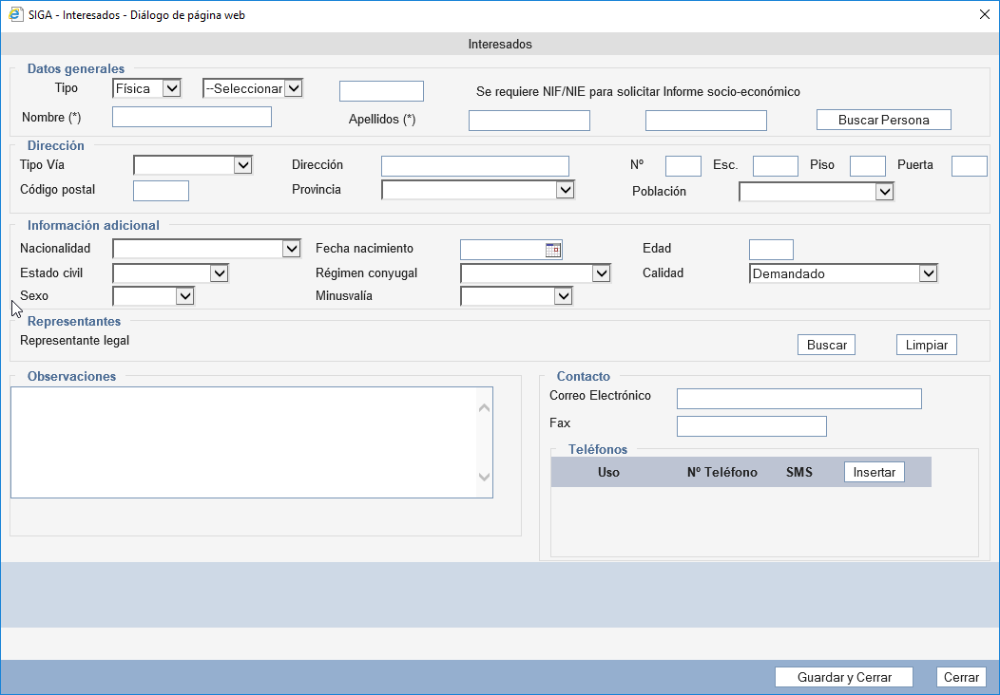 SIGA - Interesados - Diálogo de página web
Interesados
Datos generales
Tipo Física --Seleccionar Se requiere NIF/NIE para solicitar Informe socio-económico
Nombre (*) Apellidos (*) Buscar Persona
Dirección
Tipo Vía Dirección Nº Esc. Piso Puerta
Código postal Provincia Población
Información adicional
Nacionalidad Fecha nacimiento Edad
Estado civil Régimen conyugal Calidad Demandado
Sexo Minusvalía
Representantes
Representante legal Buscar Limpiar
Observaciones
Contacto
Correo Electrónico
Fax
Teléfonos
Uso Nº Teléfono SMS Insertar
Guardar y Cerrar Cerrar